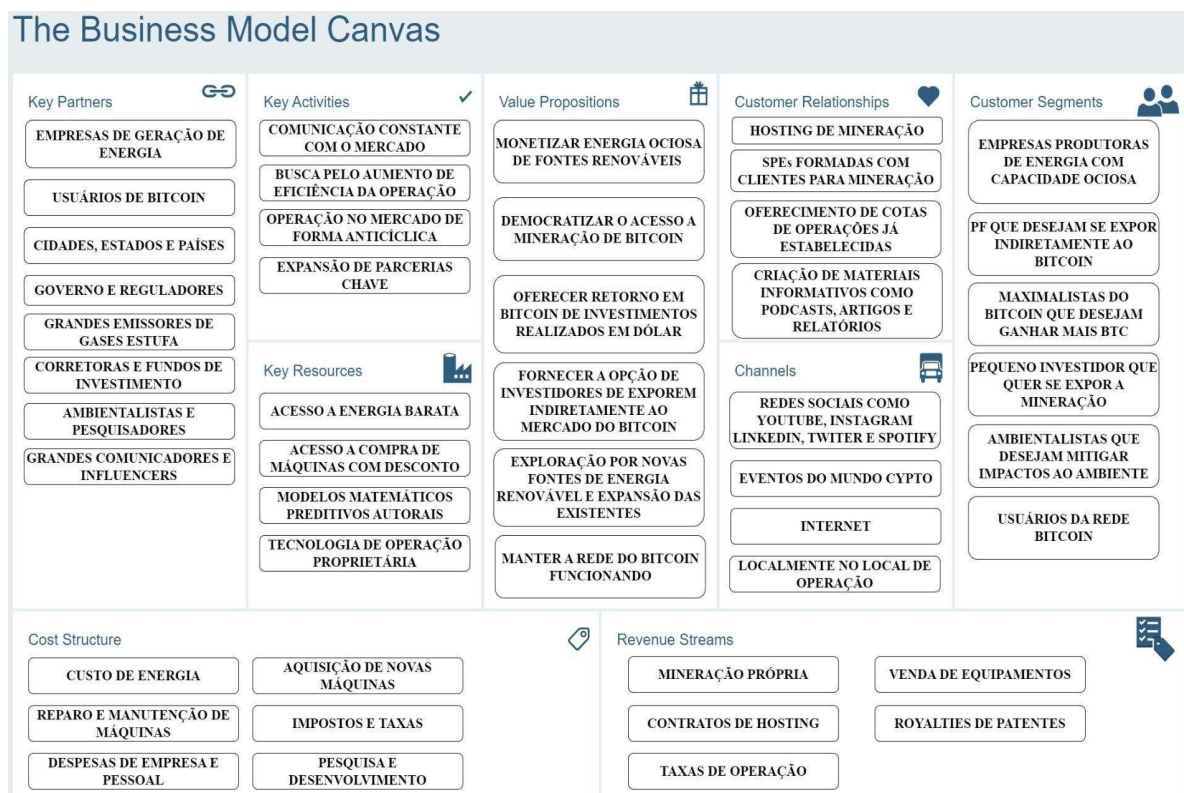 The Business Model Canvas
Key Partners
EMPRESAS DE GERAÇÃO DE
ENERGIA
USUÁRIOS DE BITCOIN
CIDADES, ESTADOS E PAÍSES
GOVERNO E REGULADORES
GRANDES EMISSORES DE
GASES ESTUFA
CORRETORAS E FUNDOS DE
INVESTIMENTO
AMBIENTALISTAS E
PESQUISADORES
GRANDES COMUNICADORES E
INFLUENCERS
Key Activities
COMUNICAÇÃO CONSTANTE
COM O MERCADO
BUSCA PELO AUMENTO DE
EFICIÊNCIA DA OPERAÇÃO
OPERAÇÃO NO MERCADO DE
FORMA ANTICÍCLICA
EXPANSÃO DE PARCERIAS
CHAVE
Key Resources
ACESSO A ENERGIA BARATA
ACESSO A COMPRA DE
MÁQUINAS COM DESCONTO
MODELOS MATEMÁTICOS
PREDITIVOS AUTORAIS
TECNOLOGIA DE OPERAÇÃO
PROPRIETÁRIA
Value Propositions
MONETIZAR ENERGIA OCIOSA
DE FONTES RENOVÁVEIS
DEMOCRATIZAR O ACESSO A
MINERAÇÃO DE BITCOIN
OFERECER RETORNO EM
BITCOIN DE INVESTIMENTOS
REALIZADOS EM DÓLAR
FORNECER A OPÇÃO DE
INVESTIDORES DE EXPOREM
INDIRETAMENTE AO
MERCADO DO BITCOIN
EXPLORAÇÃO POR NOVAS
FONTES DE ENERGIA
RENOVÁVEL E EXPANSÃO DAS
EXISTENTES
MANTER A REDE DO BITCOIN
FUNCIONANDO
Customer Relationships
HOSTING DE MINERAÇÃO
SPEs FORMADAS COM
CLIENTES PARA MINERAÇÃO
OFERECIMENTO DE COTAS
DE OPERAÇÕES JÁ
ESTABELECIDAS
CRIAÇÃO DE MATERIAIS
INFORMATIVOS COMO
PODCASTS, ARTIGOS E
RELATÓRIOS
Channels
REDES SOCIAIS COMO
YOUTUBE, INSTAGRAM
LINKEDIN, TWITER E SPOTIFY
EVENTOS DO MUNDO CYPTO
INTERNET
LOCALMENTE NO LOCAL DE
OPERAÇÃO
Customer Segments
EMPRESAS PRODUTORAS
DE ENERGIA COM
CAPACIDADE OCIOSA
PF QUE DESEJAM SE EXPOR
INDIRETAMENTE AO
BITCOIN
MAXIMALISTAS DO
BITCOIN QUE DESEJAM
GANHAR MAIS BTC
PEQUENO INVESTIDOR QUE
QUER SE EXPOR A
MINERAÇÃO
AMBIENTALISTAS QUE
DESEJAM MITIGAR
IMPACTOS AO AMBIENTE
USUÁRIOS DA REDE
BITCOIN
Cost Structure
CUSTO DE ENERGIA
REPARO E MANUTENÇÃO DE
MÁQUINAS
DESPESAS DE EMPRESA E
PESSOAL
AQUISIÇÃO DE NOVAS
MÁQUINAS
IMPOSTOS E TAXAS
PESQUISA E
DESENVOLVIMENTO
Revenue Streams
MINERAÇÃO PRÓPRIA
CONTRATOS DE HOSTING
TAXAS DE OPERAÇÃO
VENDA DE EQUIPAMENTOS
ROYALTIES DE PATENTES